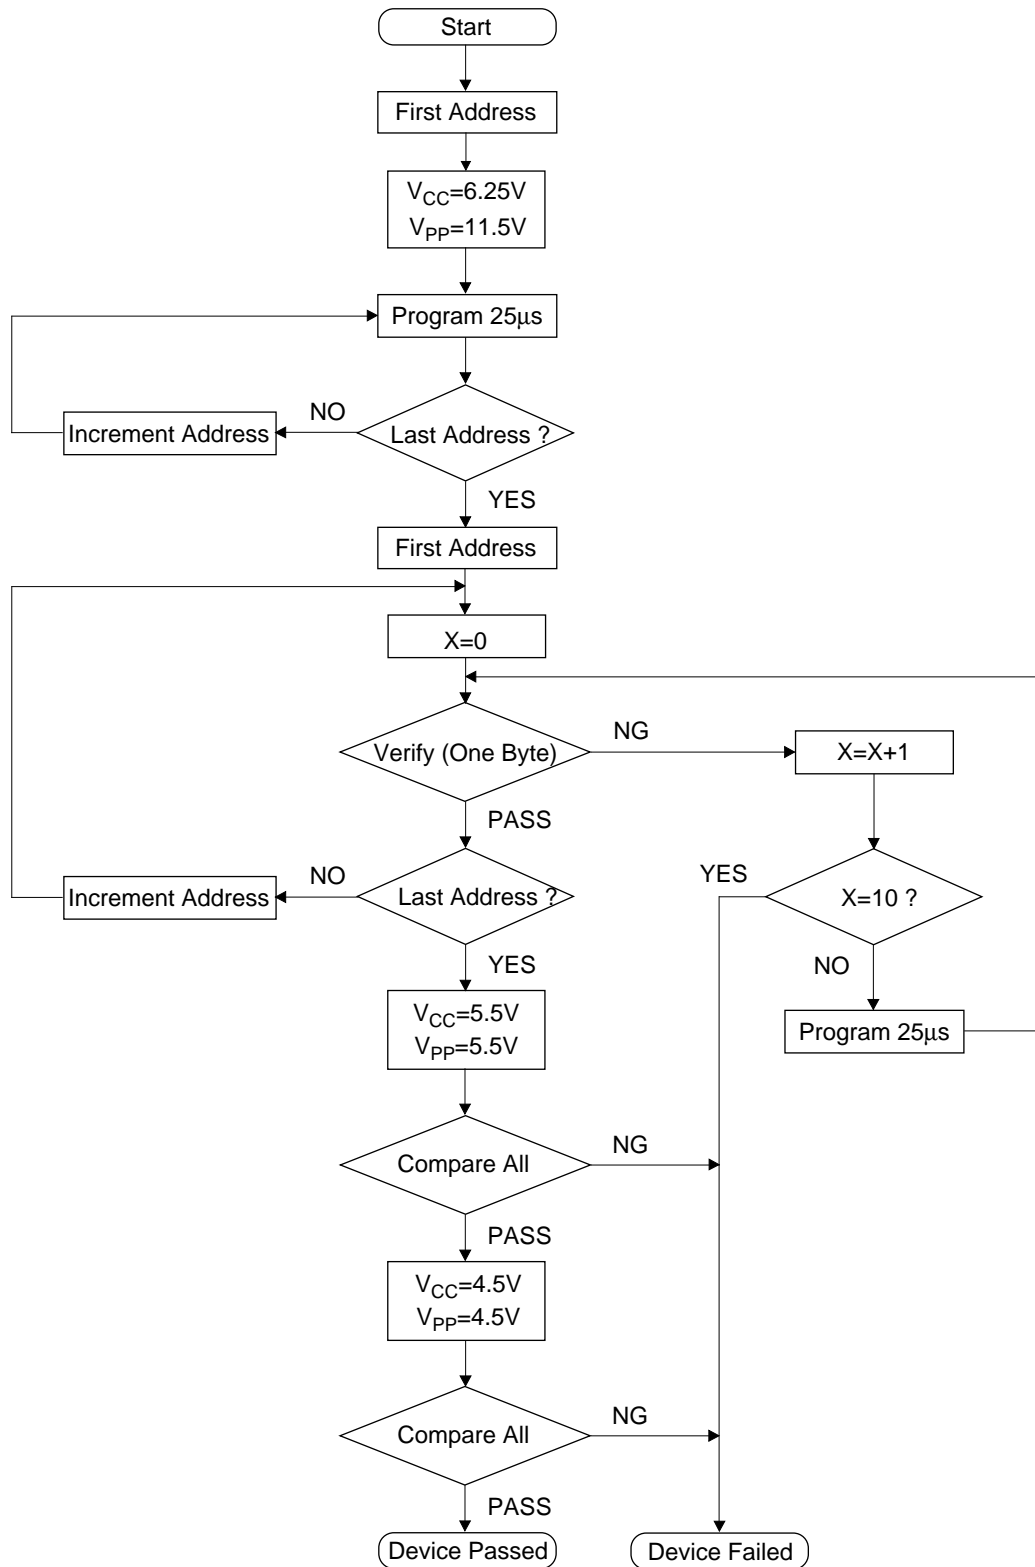 Start
First Address
VCC=6.25V
VPP=11.5V
Program 25μs
NO
Increment Address
Last Address ?
YES
First Address
X=0
Verify (One Byte)
NG
X=X+1
PASS
NO
Increment Address
Last Address ?
YES
X=10 ?
YES
NO
VCC=5.5V
VPP=5.5V
Program 25μs
Compare All
NG
PASS
VCC=4.5V
VPP=4.5V
Compare All
NG
PASS
Device Passed
Device Failed